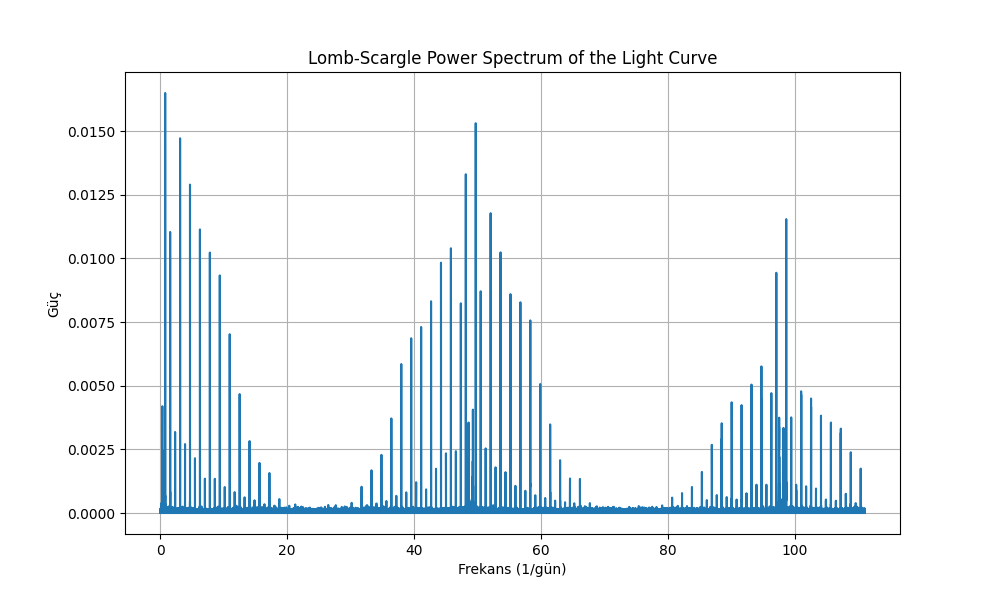 Lomb-Scargle Power Spectrum of the Light Curve
Güç
0.0150
0.0125
0.0100
0.0075
0.0050
0.0025
0.0000
0 20 40 60 80 100
Frekans (1/gün)